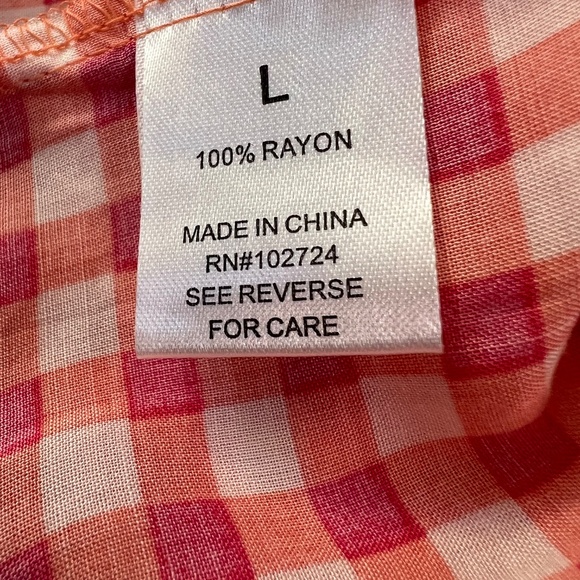 L
100% RAYON
MADE IN CHINA
RN#102724
SEE REVERSE
FOR CARE